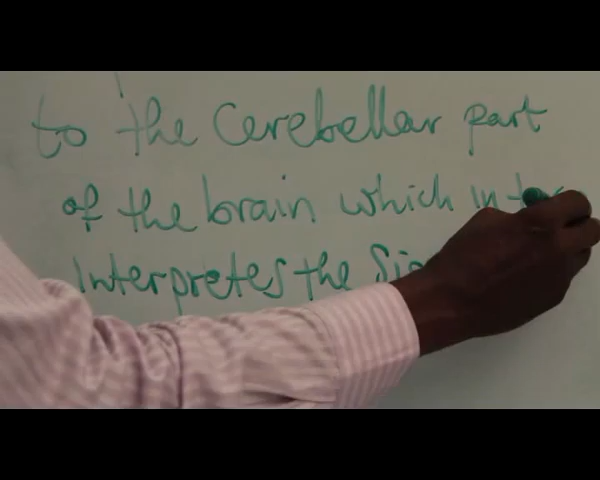 to the Cerebellar part
of the brain which
Interpretes the